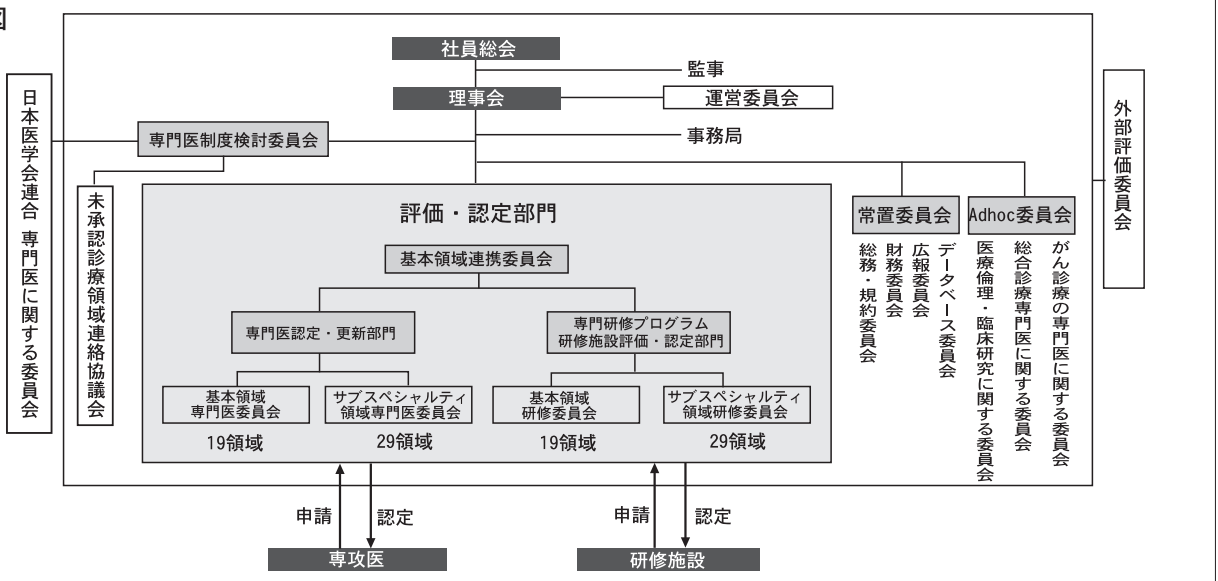 図
社員総会
監事
理事会
運営委員会
事務局
専門医制度検討委員会
日本医学会連合 専門医に関する委員会
未承認診療領域連絡協議会
外部評価委員会
評価・認定部門
基本領域連携委員会
専門医認定・更新部門
専門研修プログラム
研修施設評価・認定部門
基本領域
専門医委員会
サブスペシャルティ
領域専門医委員会
基本領域
研修委員会
サブスペシャルティ
領域研修委員会
19領域
29領域
19領域
29領域
常置委員会
総務・規約委員会
財務委員会
広報委員会
データベース委員会
Adhoc委員会
医療倫理・臨床研究に関する委員会
総合診療専門医に関する委員会
がん診療の専門医に関する委員会
申請
認定
申請
認定
専攻医
研修施設